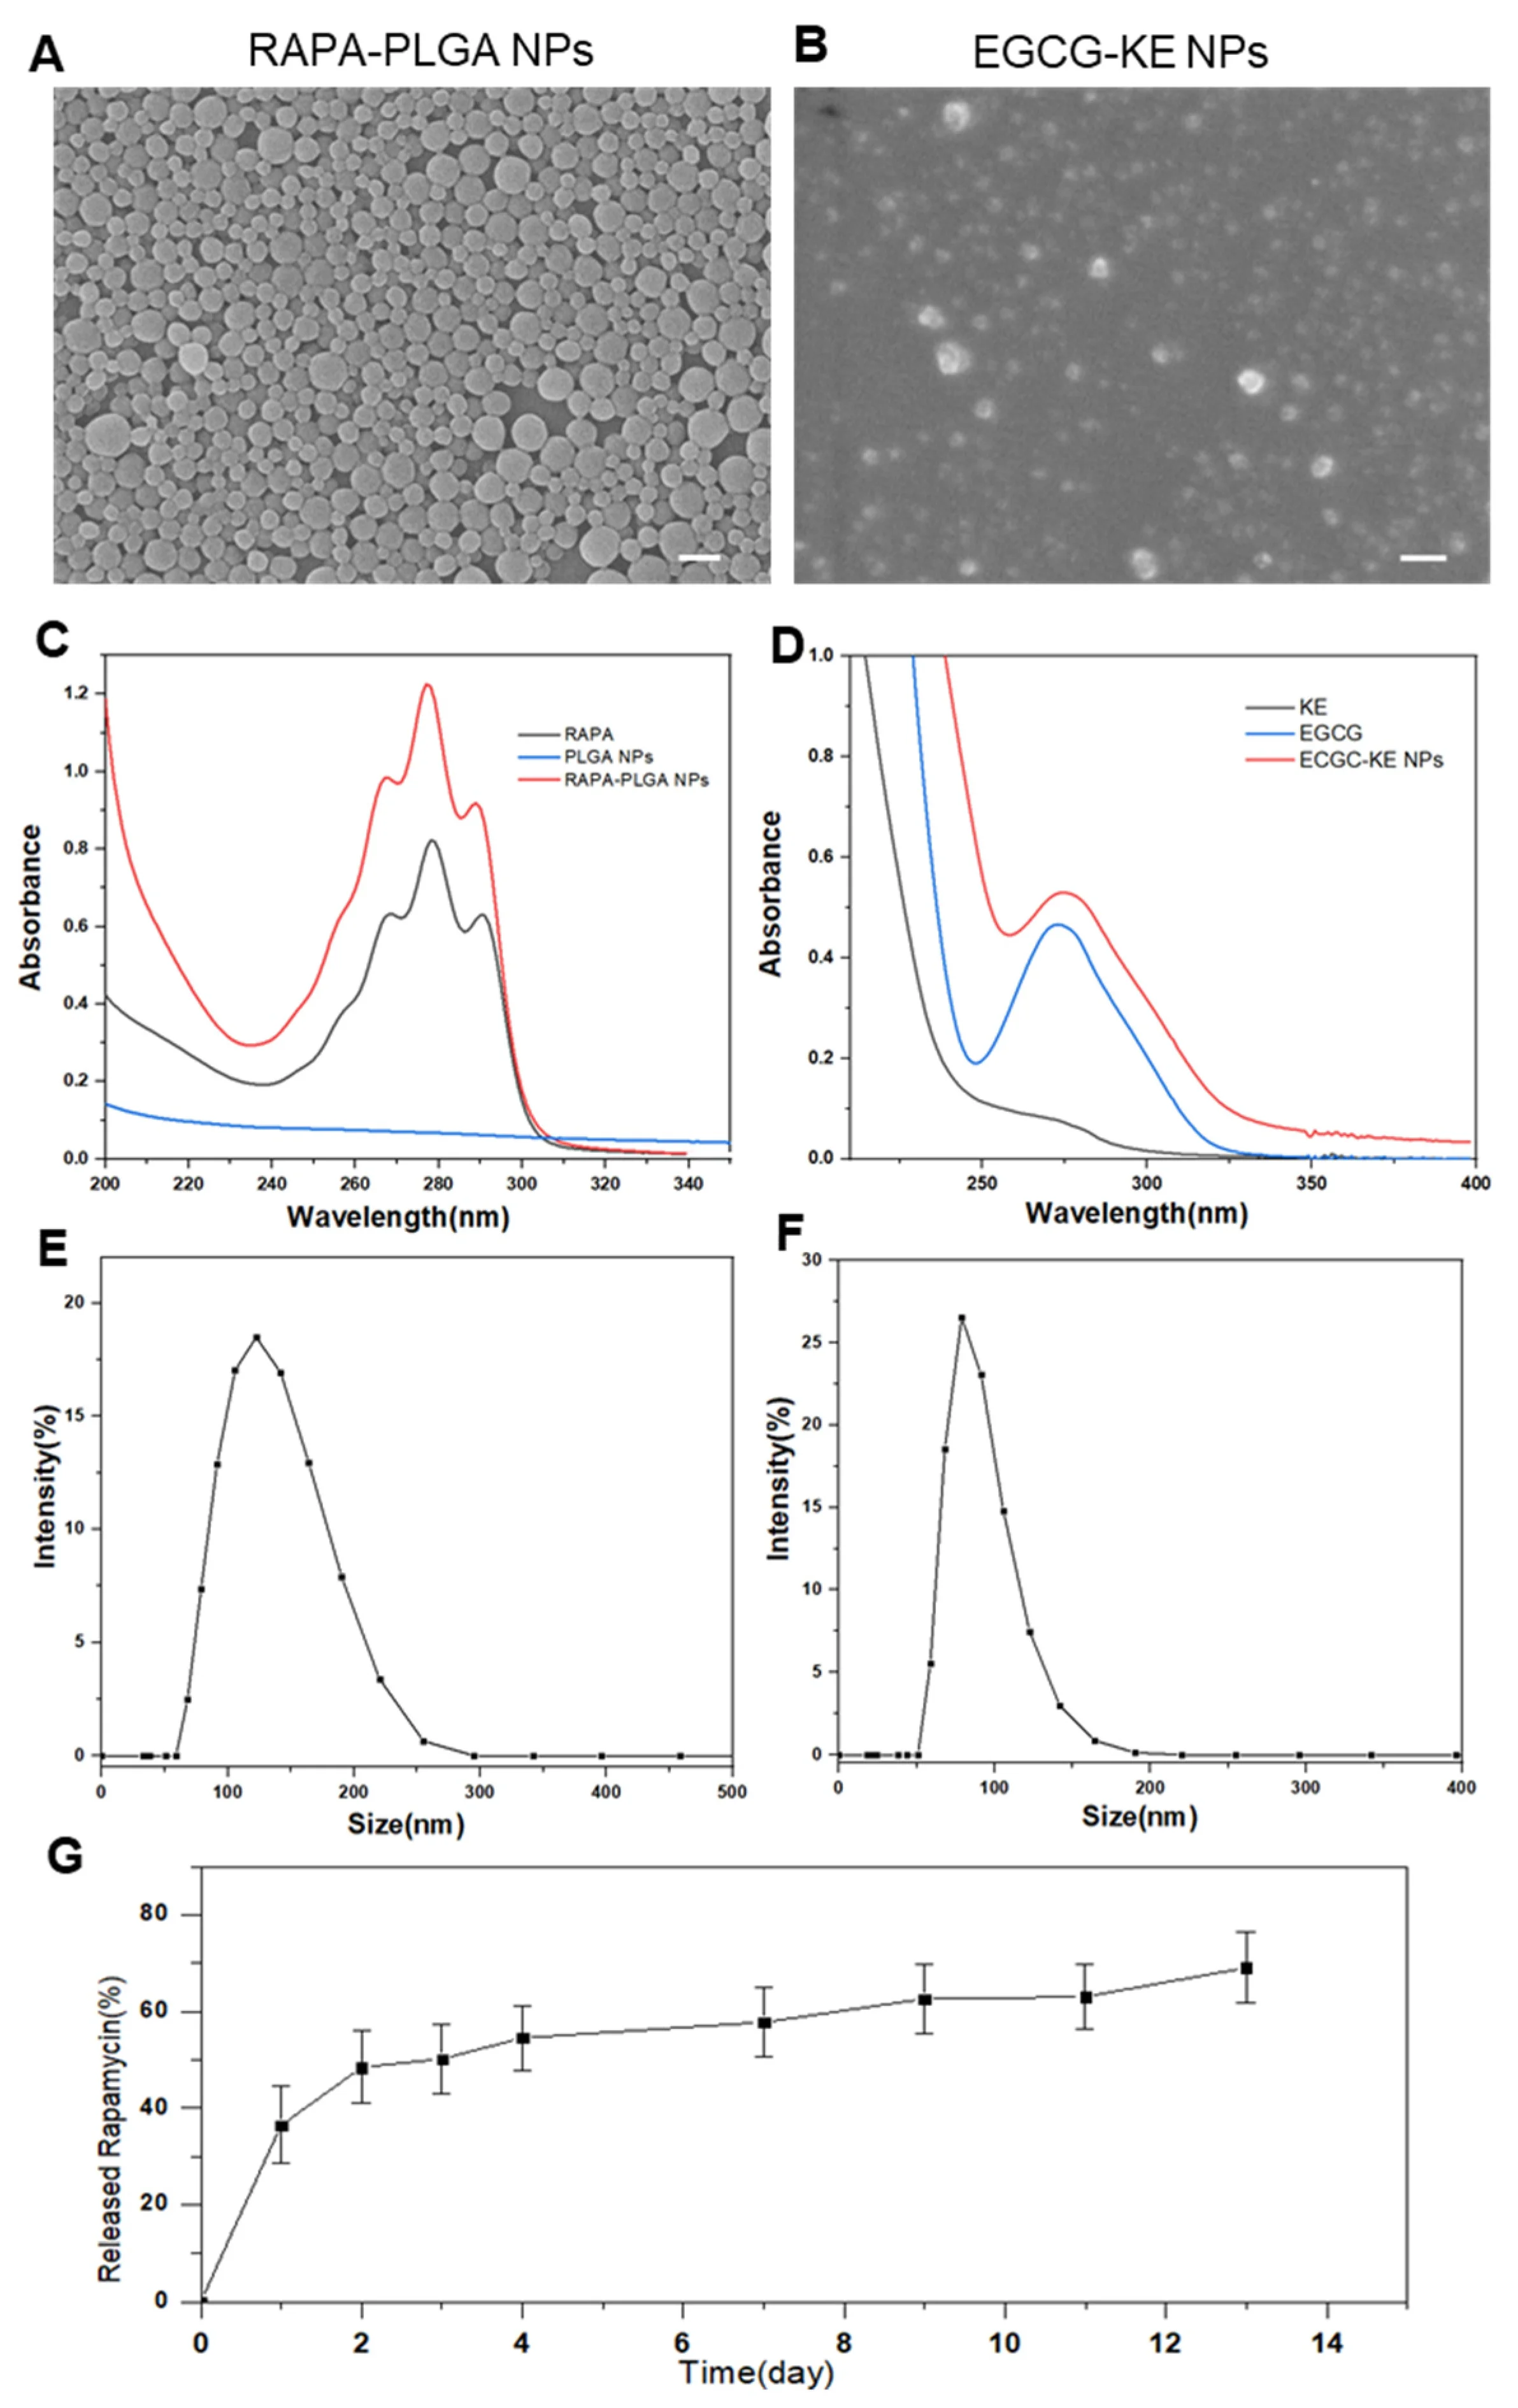 A
RAPA-PLGA NPs
B
EGCG-KE NPs
C
1.2
1.0
0.8
0.6
0.4
0.2
0.0
Absorbance
RAPA
PLGA NPs
RAPA-PLGA NPs
200 220 240 260 280 300 320 340
Wavelength(nm)
D
1.0
0.8
0.6
0.4
0.2
0.0
Absorbance
KE
EGCG
ECGC-KE NPs
250 300 350 400
Wavelength(nm)
E
20
15
10
5
0
Intensity(%)
0 100 200 300 400 500
Size(nm)
F
30
25
20
15
10
5
0
Intensity(%)
0 100 200 300 400
Size(nm)
G
80
60
40
20
0
Released Rapamycin(%)
0 2 4 6 8 10 12 14
Time(day)